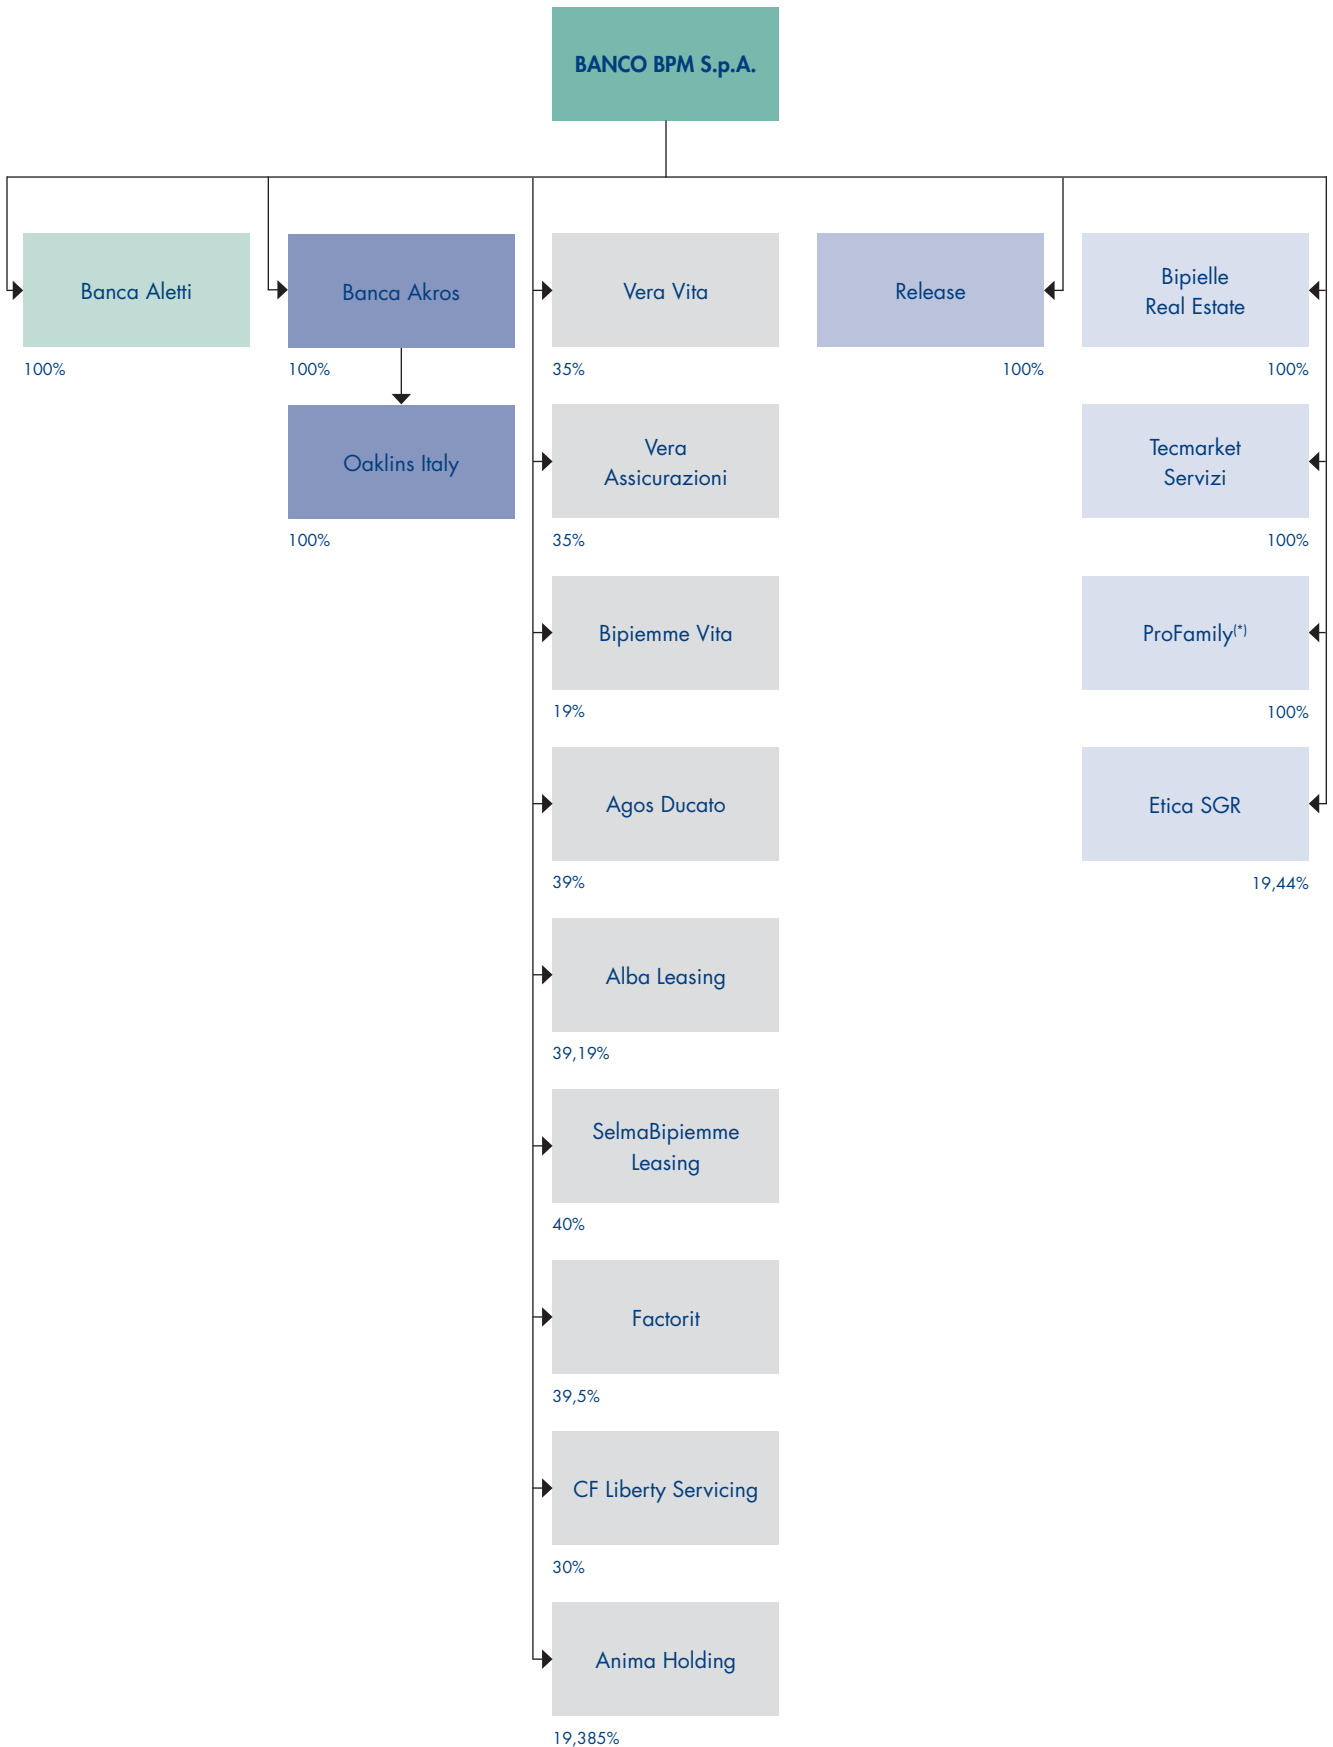 BANCO BPM S.p.A.
Banca Aletti
100%
Banca Akros
100%
Oaklins Italy
100%
Vera Vita
35%
Vera
Assicurazioni
35%
Bipiemme Vita
19%
Agos Ducato
39%
Alba Leasing
39,19%
SelmaBipiemme
Leasing
40%
Factorit
39,5%
CF Liberty Servicing
30%
Anima Holding
19,385%
Release
100%
Bipielle
Real Estate
100%
Tecmarket
Servizi
100%
ProFamily(*)
100%
Etica SGR
19,44%